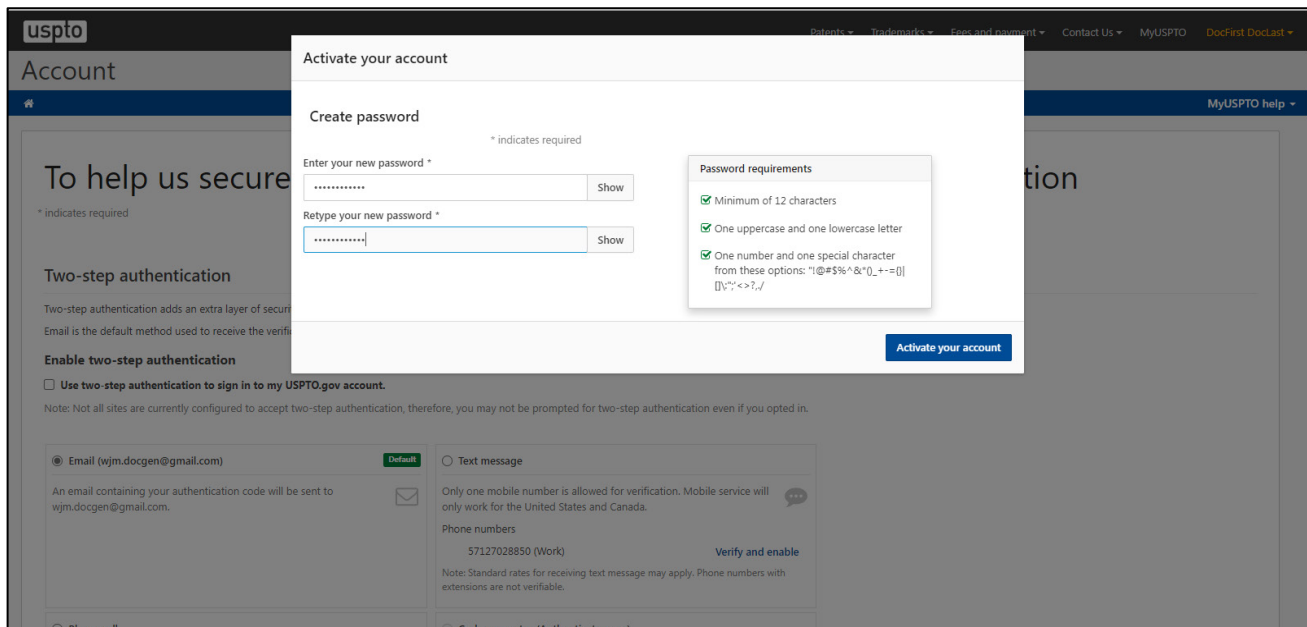 uspto
Patents Trademarks Fees and payment Contact Us MyUSPTO DocFirst DocLast
Account
MyUSPTO help
Activate your account
Create password
* indicates required
Enter your new password *
............
Show
Retype your new password *
............
Show
Password requirements
Minimum of 12 characters
One uppercase and one lowercase letter
One number and one special character
from these options: "!@#$%^&*()_+-={}|
[]\:";'<>?,./
Activate your account
To help us secure tion
* indicates required
Two-step authentication
Two-step authentication adds an extra layer of securi
Email is the default method used to receive the verifi
Enable two-step authentication
Use two-step authentication to sign in to my USPTO.gov account.
Note: Not all sites are currently configured to accept two-step authentication, therefore, you may not be prompted for two-step authentication even if you opted in.
Email (wjm.docgen@gmail.com) Default
An email containing your authentication code will be sent to
wjm.docgen@gmail.com.
Text message
Only one mobile number is allowed for verification. Mobile service will
only work for the United States and Canada.
Phone numbers
57127028850 (Work) Verify and enable
Note: Standard rates for receiving text message may apply. Phone numbers with
extensions are not verifiable.